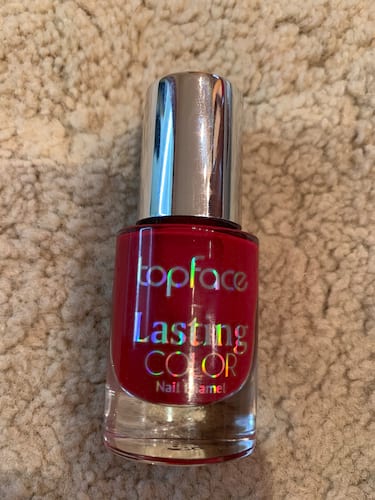 topface
Lasting
COLOR
Nail Enamel